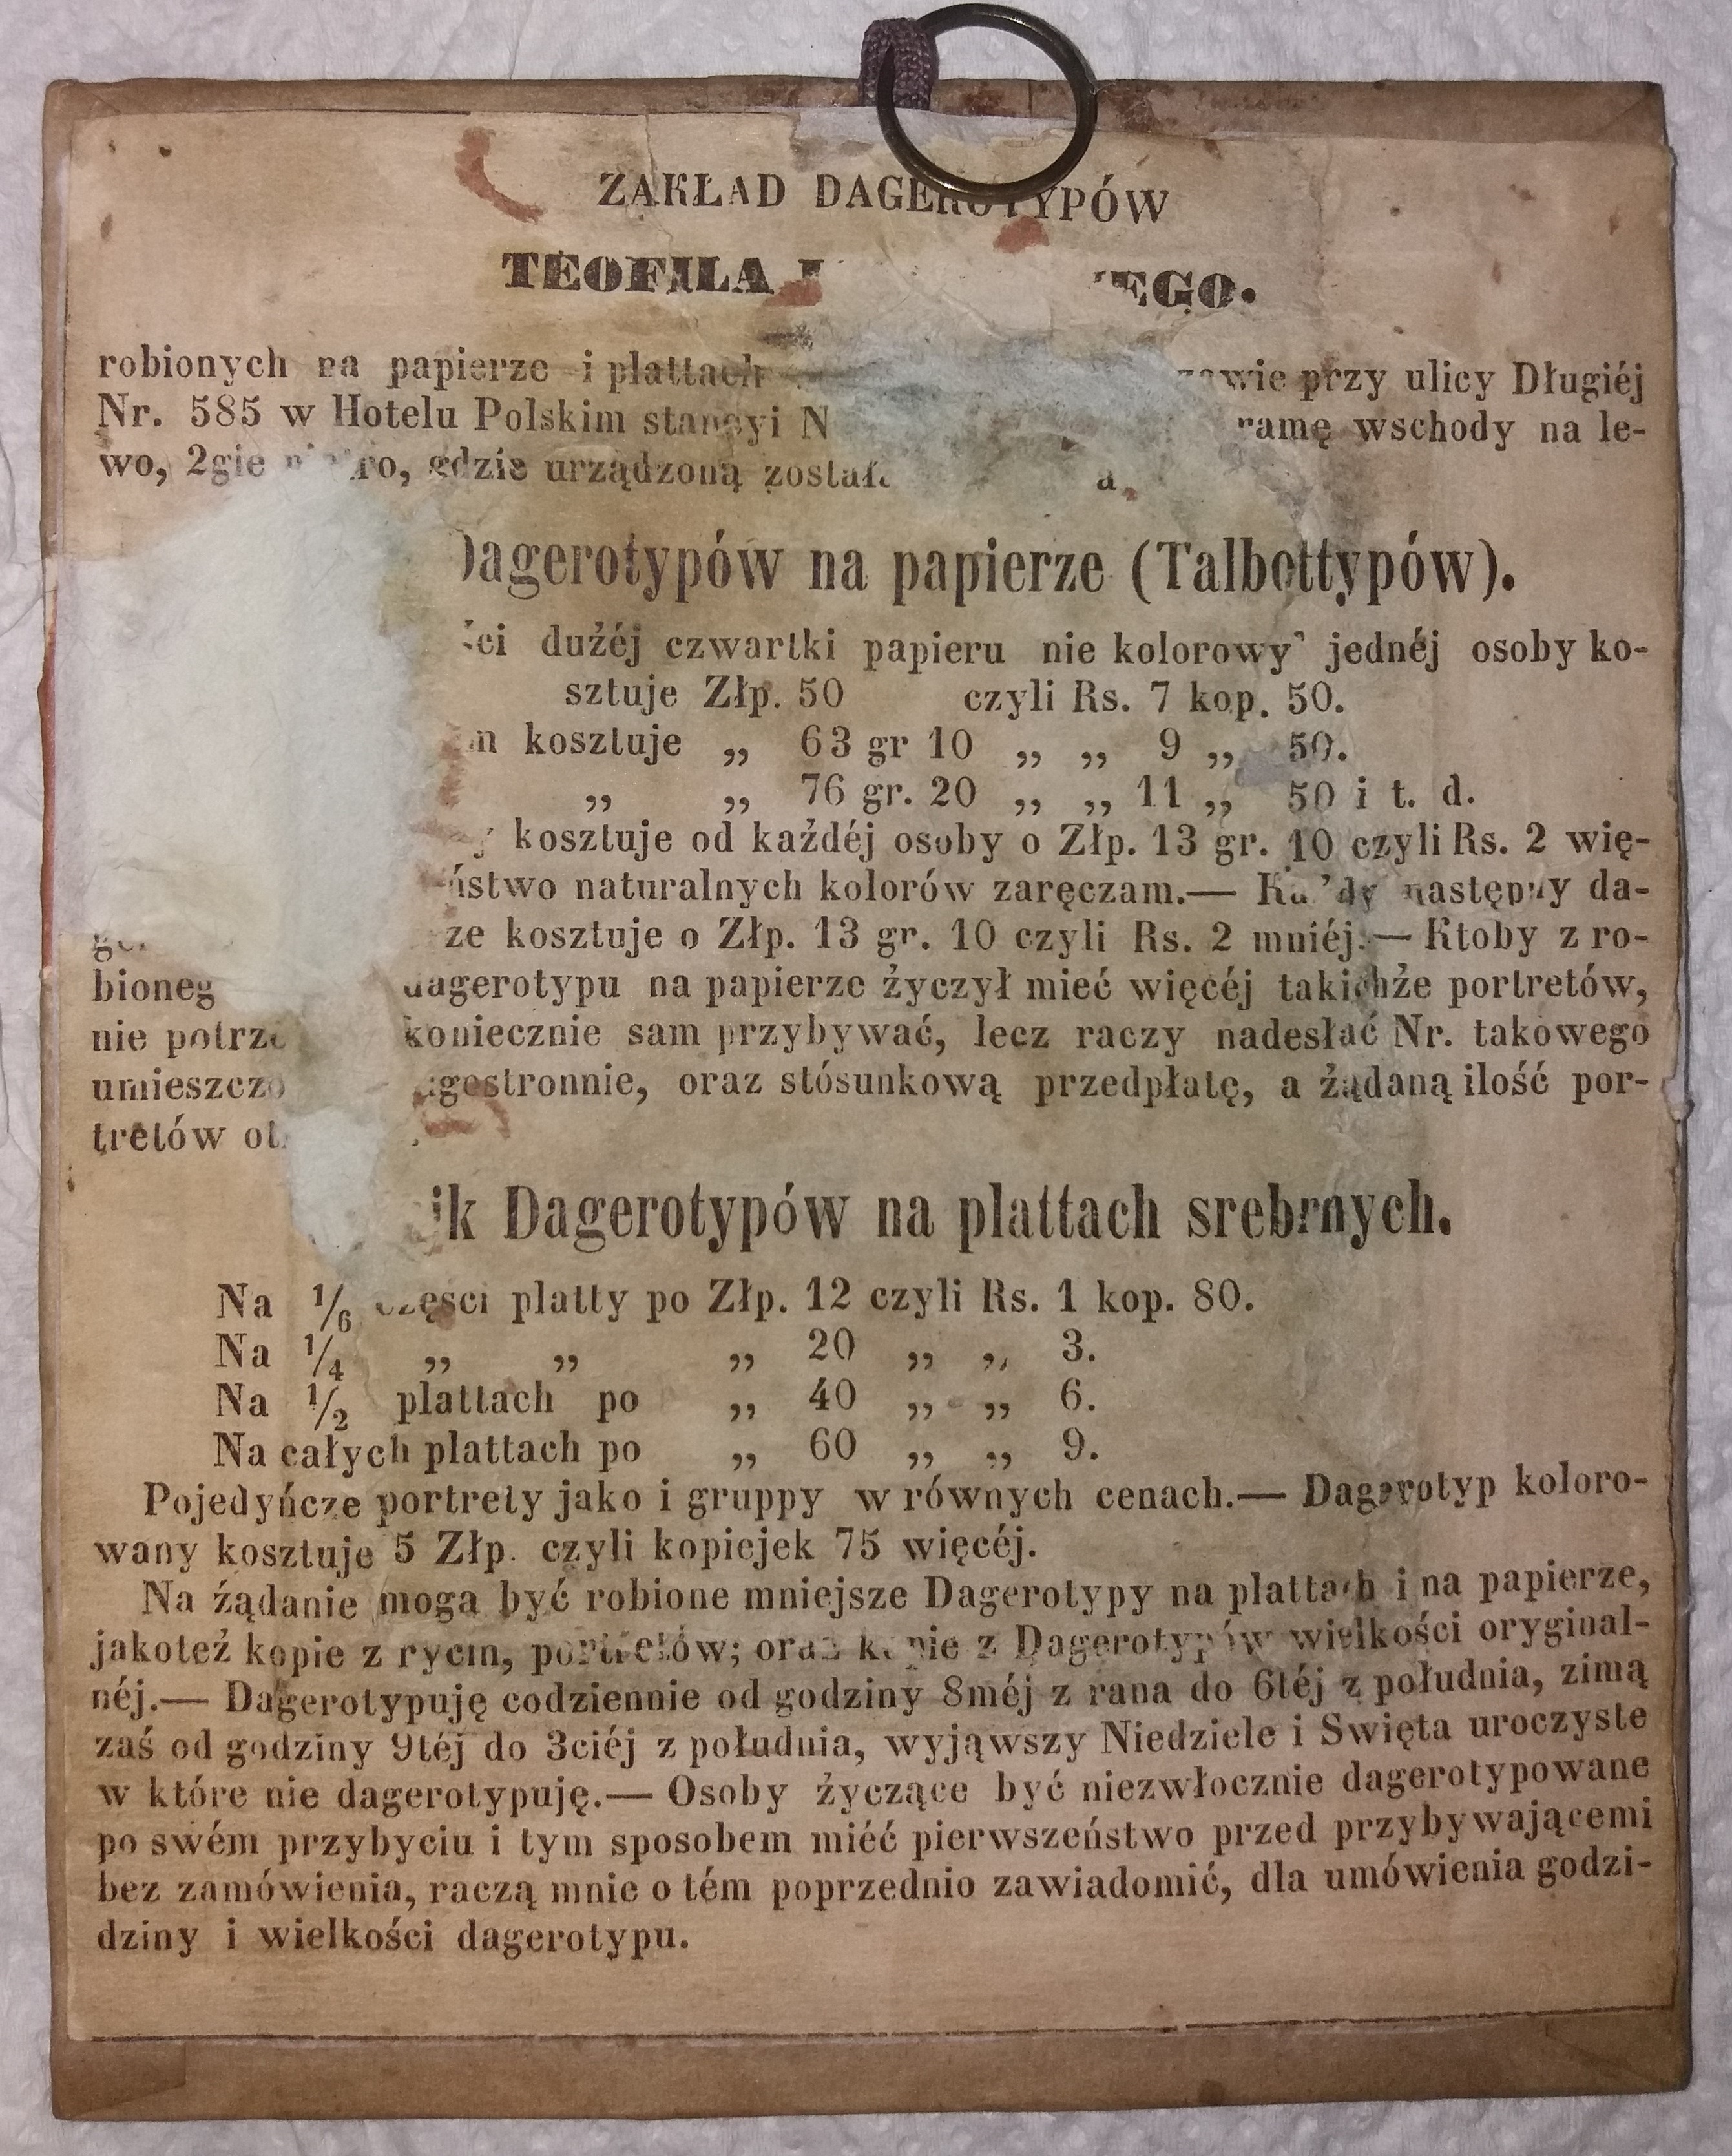 ZAKŁAD DAGEROTYPÓW
TEOFILA
robionych na papierze i plattach przy ulicy Długiéj
Nr. 585 w Hotelu Polskim stancyi wschody na le-
wo, 2gie gdzie urządzoną
Dagerotypów na papierze (Talbottypów).
dużéj czwartki papieru nie kolorowy jednéj osoby ko-
sztuje Złp. 50 czyli Rs. 7 kop. 50.
kosztuje „ 63 gr 10 „ „ 9 „ 50.
„ „ 76 gr. 20 „ „ 11 „ 50 i t. d.
kosztuje od każdéj osoby o Złp. 13 gr. 10 czyli Rs. 2 wię-
naturalnych kolorów zaręczam.— Każdy następny da-
kosztuje o Złp. 13 gr. 10 czyli Rs. 2 mniéj.— Ktoby z ro-
dagerotypu na papierze życzył mieć więcéj takichże portretów,
nie koniecznie sam przybywać, lecz raczy nadesłać Nr. takowego
oraz stósunkową przedpłatę, a żądaną ilość por-
tretów
Dagerotypów na plattach srebrnych.
Na 1/6 części platty po Złp. 12 czyli Rs. 1 kop. 80.
Na 1/4 „ „ „ 20 „ „ 3.
Na 1/2 plattach po „ 40 „ „ 6.
Na całych plattach po „ 60 „ „ 9.
Pojedyńcze portrety jako i gruppy w równych cenach.— Dagerotyp koloro-
wany kosztuje 5 Złp. czyli kopiejek 75 więcéj.
Na żądanie moga być robione mniejsze Dagerotypy na plattach i na papierze,
jakoteż kopie z rycin, portretów; oraz kopie z Dagerotypów wielkości oryginal-
néj.— Dagerotypuję codziennie od godziny 8méj z rana do 6téj z południa, zimą
zaś od godziny 9téj do 3ciéj z południa, wyjąwszy Niedziele i Swięta uroczyste
w które nie dagerotypuję.— Osoby życzące być niezwłocznie dagerotypowane
po swém przybyciu i tym sposobem miéć pierwszeństwo przed przybywającemi
bez zamówienia, raczą mnie o tém poprzednio zawiadomić, dla umówienia godzi-
dziny i wielkości dagerotypu.